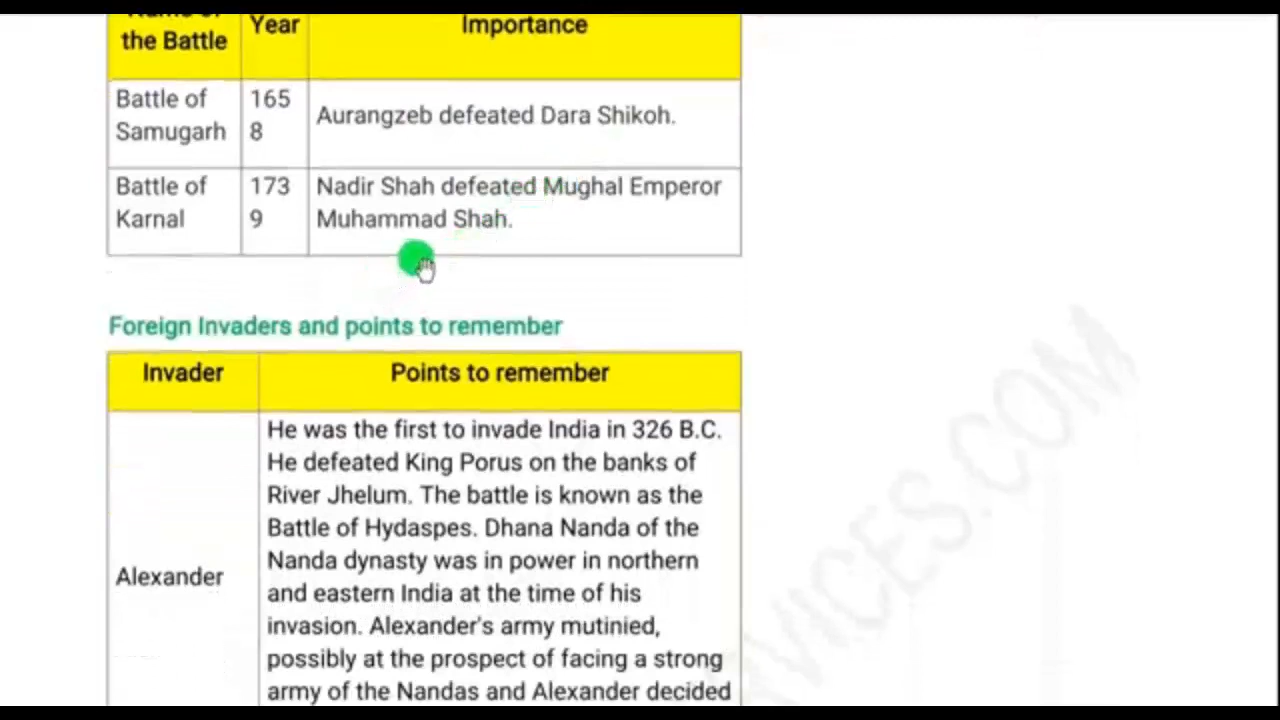 Name of
the Battle
Year
Importance
Battle of
Samugarh
165
8
Aurangzeb defeated Dara Shikoh.
Battle of
Karnal
173
9
Nadir Shah defeated Mughal Emperor
Muhammad Shah.
Foreign Invaders and points to remember
Invader
Points to remember
Alexander
He was the first to invade India in 326 B.C.
He defeated King Porus on the banks of
River Jhelum. The battle is known as the
Battle of Hydaspes. Dhana Nanda of the
Nanda dynasty was in power in northern
and eastern India at the time of his
invasion. Alexander's army mutinied,
possibly at the prospect of facing a strong
army of the Nandas and Alexander decided